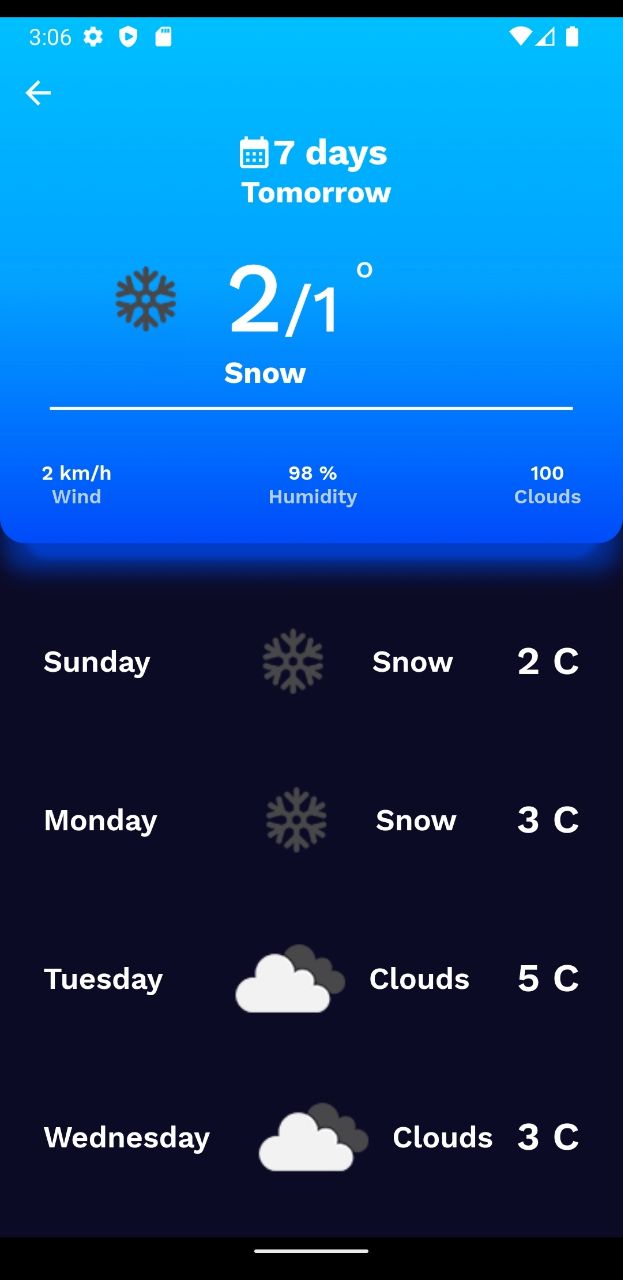 3:06
7 days
Tomorrow
2/1°
Snow
2 km/h 98 % 100
Wind Humidity Clouds
Sunday Snow 2 C
Monday Snow 3 C
Tuesday Clouds 5 C
Wednesday Clouds 3 C